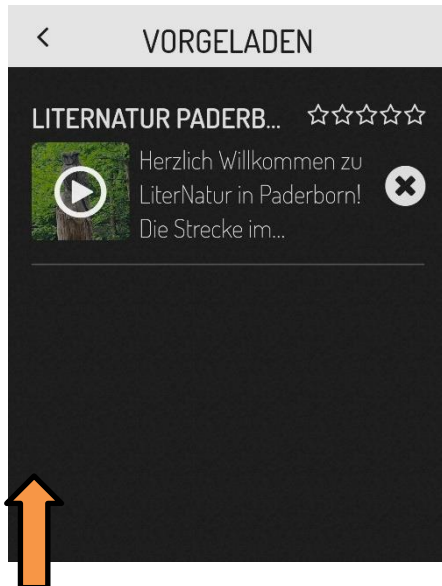 VORGELADEN
LITERNATUR PADERB...
Herzlich Willkommen zu
LiterNatur in Paderborn!
Die Strecke im...